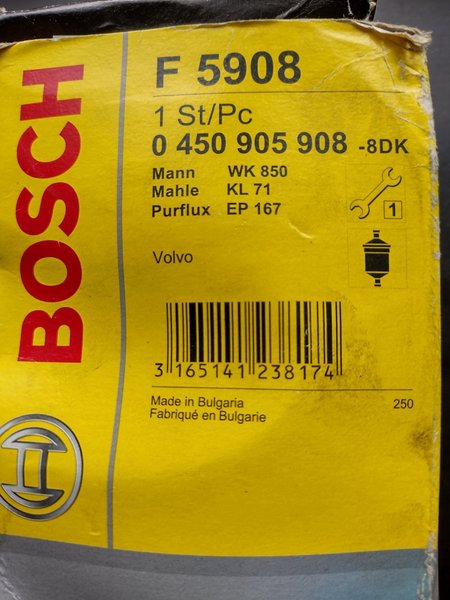 BOSCH
F 5908
1 St/Pc
0 450 905 908 -8DK
Mann WK 850
Mahle KL 71
Purflux EP 167
1
Volvo
3 165141 238174
Made in Bulgaria
Fabriqué en Bulgarie
250